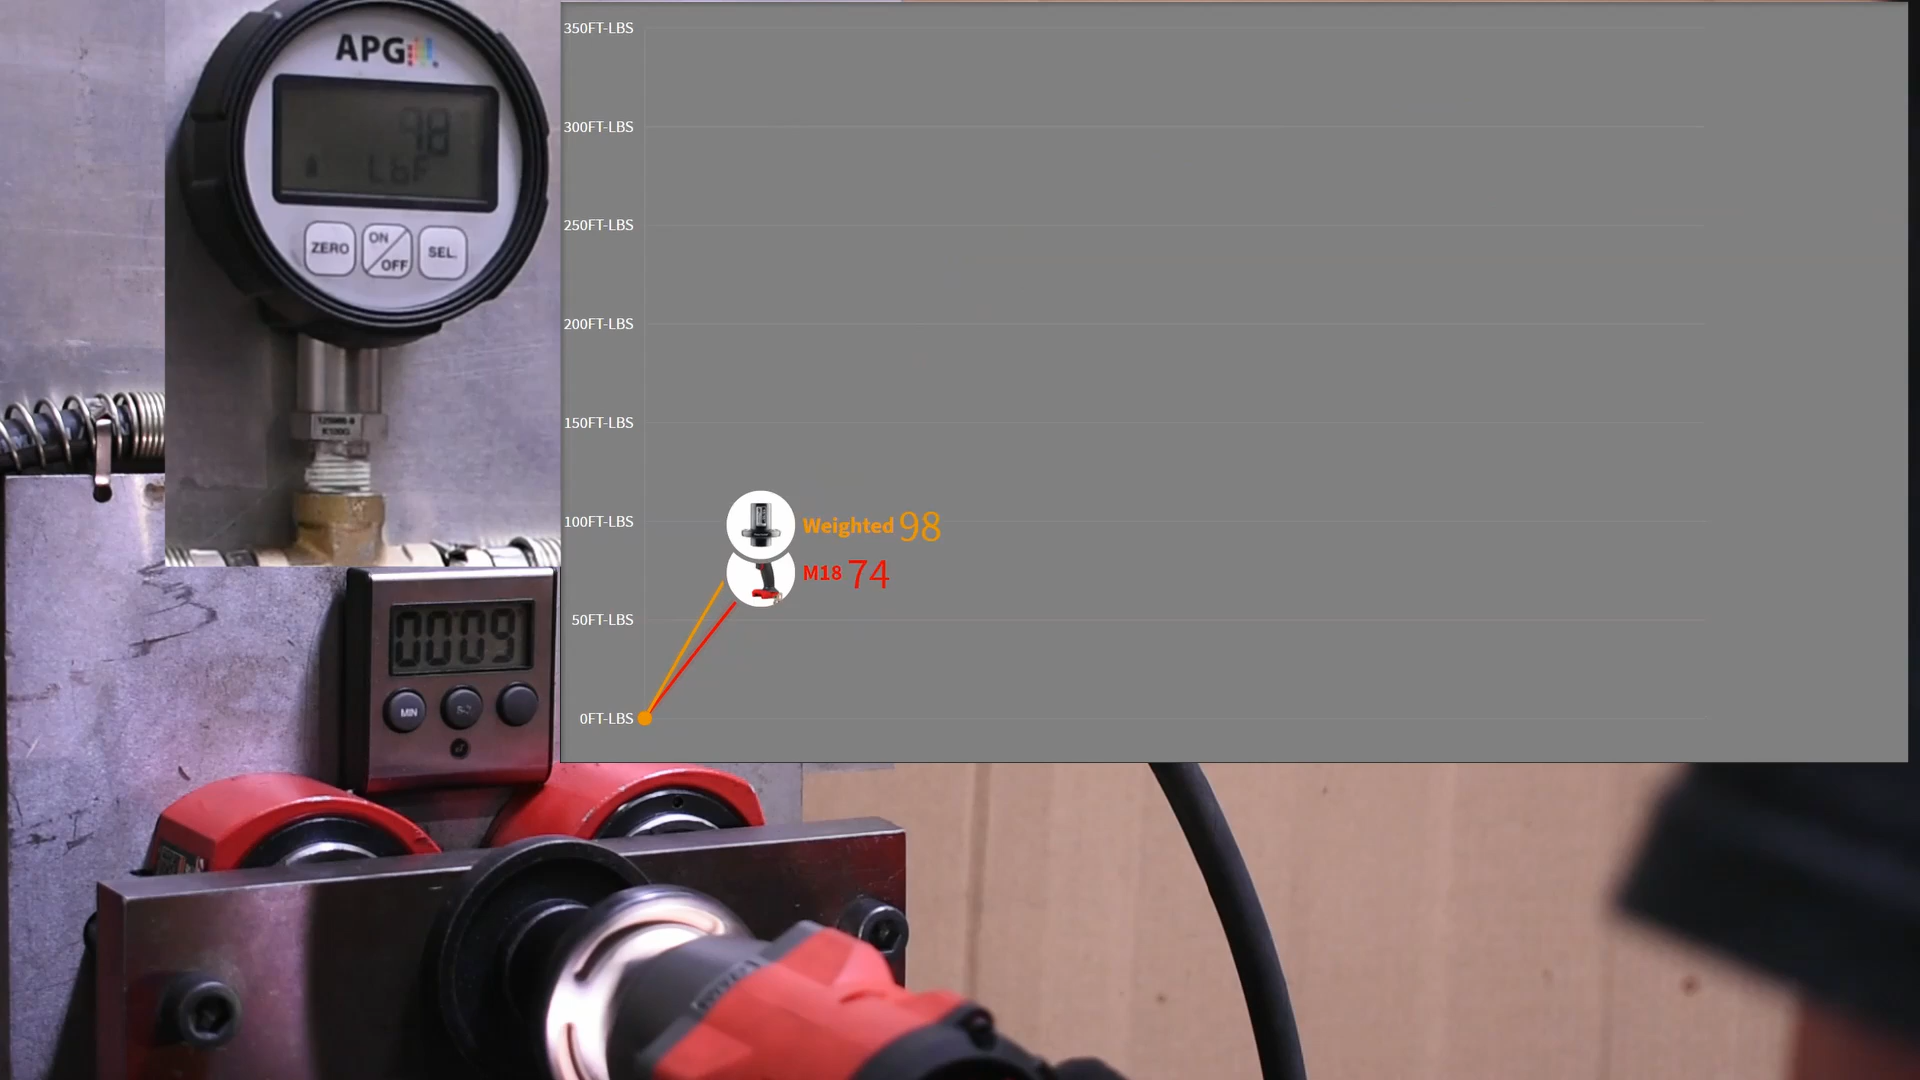 APG
98
LbF
ZERO
ON
OFF
SEL
350FT-LBS
300FT-LBS
250FT-LBS
200FT-LBS
150FT-LBS
100FT-LBS
50FT-LBS
0FT-LBS
Weighted 98
M18 74
0009
MIN